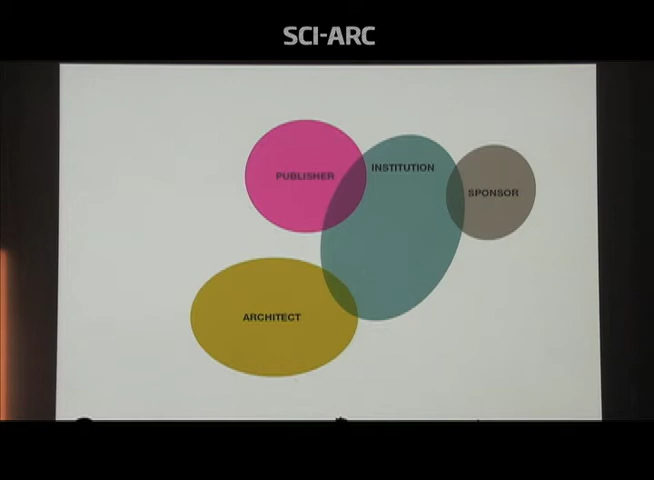 SCI-ARC
PUBLISHER
INSTITUTION
SPONSOR
ARCHITECT